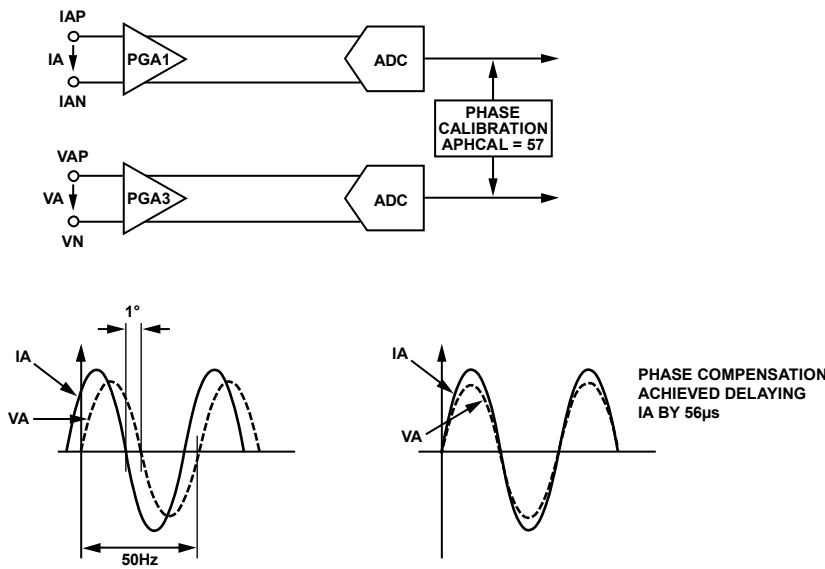 IAP
IA
IAN
PGA1
ADC
PHASE
CALIBRATION
APHCAL = 57
VAP
VA
VN
PGA3
ADC
1°
IA
VA
50Hz
IA
VA
PHASE COMPENSATION
ACHIEVED DELAYING
IA BY 56µs